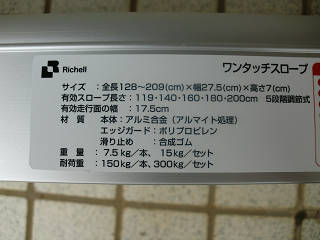 Richell
ワンタッチスロープ
サイズ:全長128~209(cm)×幅27.5(cm)×高さ7(cm)
有効スロープ長さ:119・140・160・180・200cm 5段階調節式
有効走行面の幅:17.5cm
材質 本体:アルミ合金(アルマイト処理)
エッジガード:ポリプロピレン
滑り止め:合成ゴム
重量:7.5kg/本、15kg/セット
耐荷重:150kg/本、300kg/セット